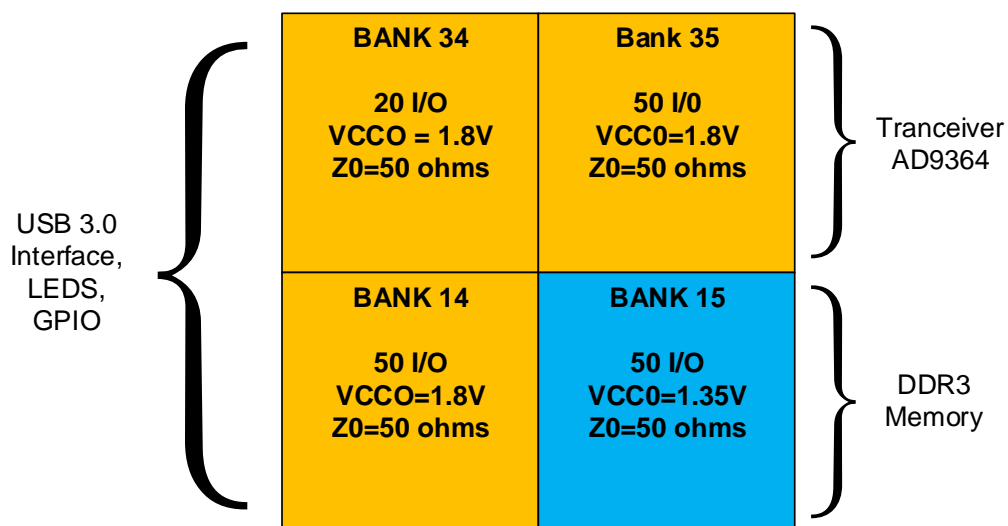 BANK 34
20 I/O
VCCO = 1.8V
Z0=50 ohms
Bank 35
50 I/0
VCC0=1.8V
Z0=50 ohms
Tranceiver
AD9364
USB 3.0
Interface,
LEDS,
GPIO
BANK 14
50 I/O
VCCO=1.8V
Z0=50 ohms
BANK 15
50 I/O
VCC0=1.35V
Z0=50 ohms
DDR3
Memory